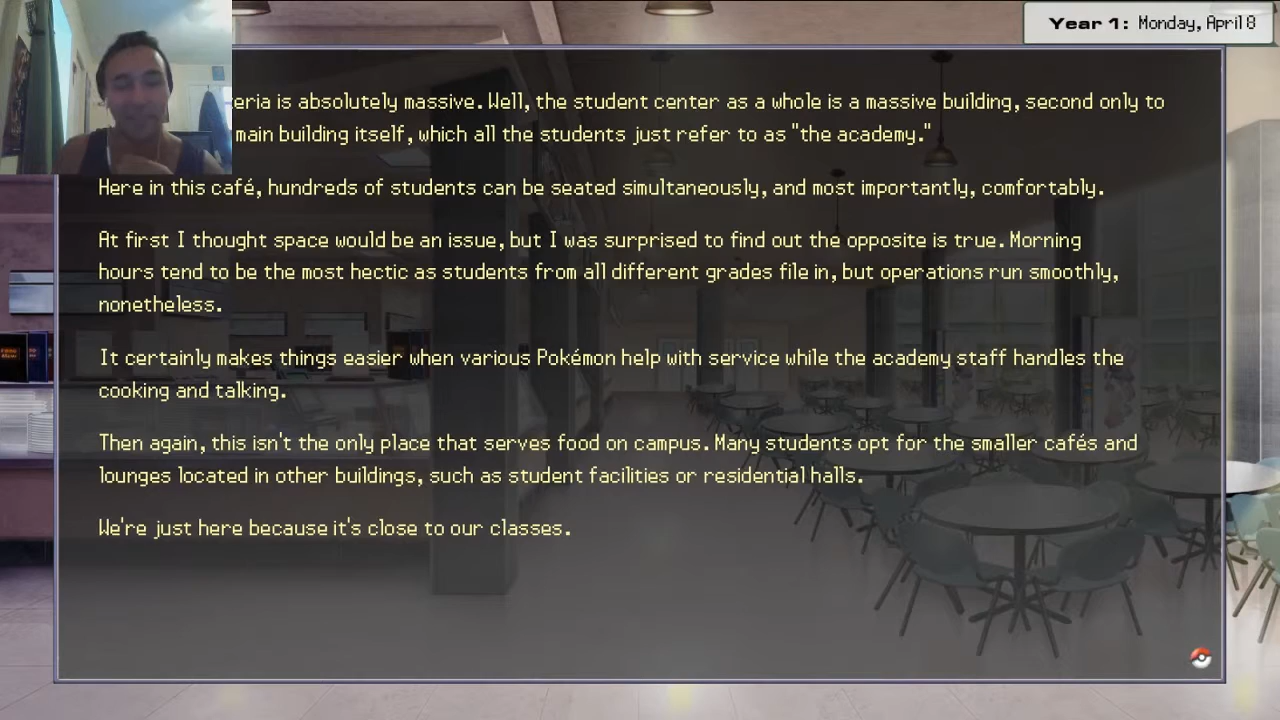 Year 1: Monday, April 8
eria is absolutely massive. Well, the student center as a whole is a massive building, second only to
main building itself, which all the students just refer to as "the academy."
Here in this café, hundreds of students can be seated simultaneously, and most importantly, comfortably.
At first I thought space would be an issue, but I was surprised to find out the opposite is true. Morning
hours tend to be the most hectic as students from all different grades file in, but operations run smoothly,
nonetheless.
It certainly makes things easier when various Pokémon help with service while the academy staff handles the
cooking and talking.
Then again, this isn't the only place that serves food on campus. Many students opt for the smaller cafés and
lounges located in other buildings, such as student facilities or residential halls.
We're just here because it's close to our classes.